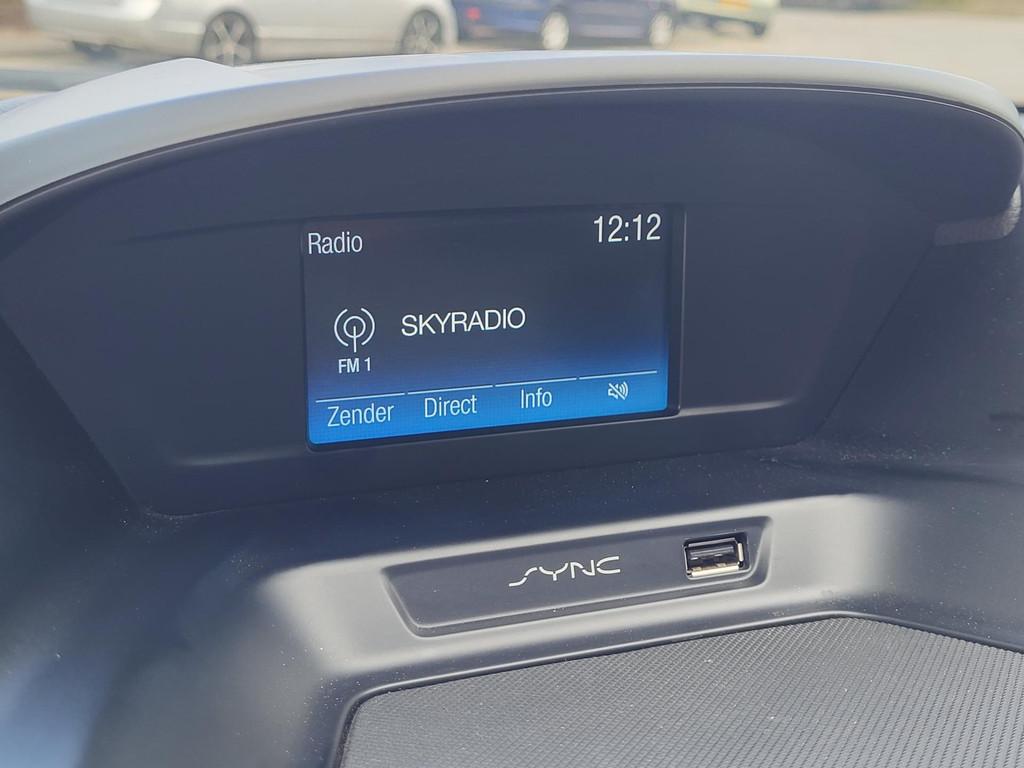 Radio 12:12
SKYRADIO
FM 1
Zender Direct Info
SYNC